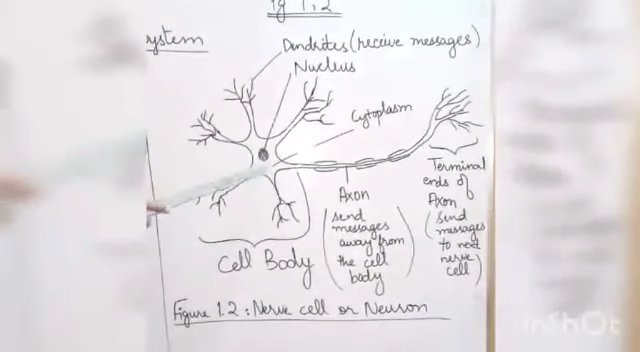 1,2
ystem
Dendrites (receive messages)
Nucleus
Cytoplasm
Axon
(send
messages
away from
the cell
body)
Terminal
ends of
Axon
(send
messages
to next
nerve
cell)
Cell Body
Figure 1.2 : Nerve cell or Neuron
InShOt